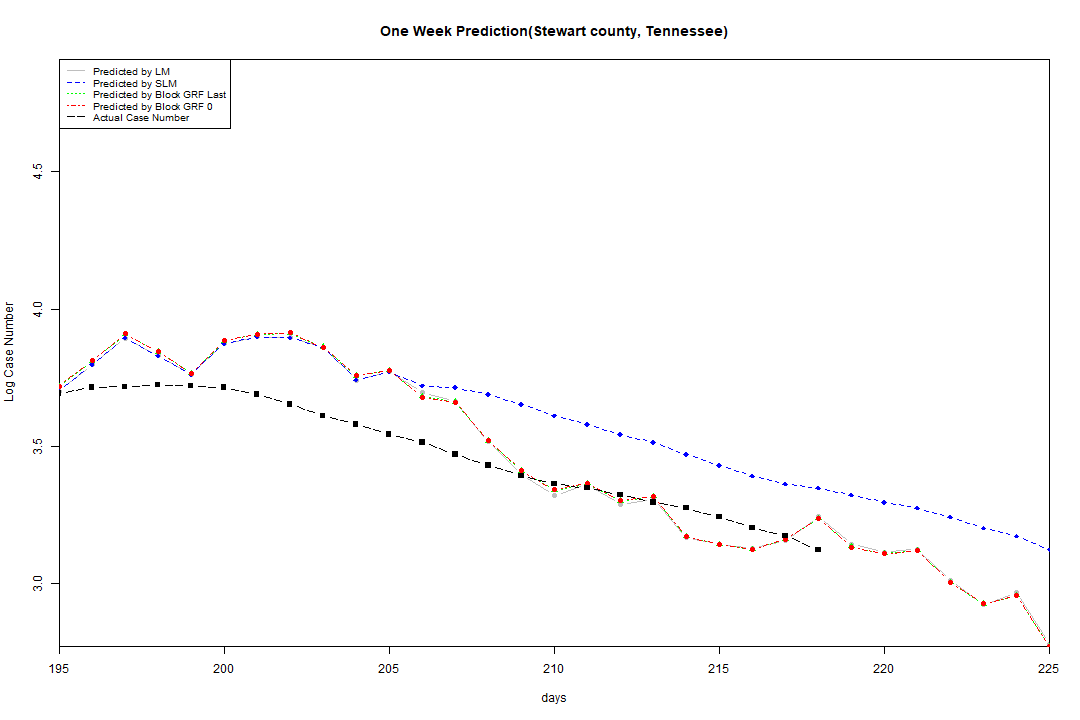 One Week Prediction(Stewart county, Tennessee)
Predicted by LM
Predicted by SLM
Predicted by Block GRF Last
Predicted by Block GRF 0
Actual Case Number
4.5
4.0
3.5
3.0
Log Case Number
195 200 205 210 215 220 225
days